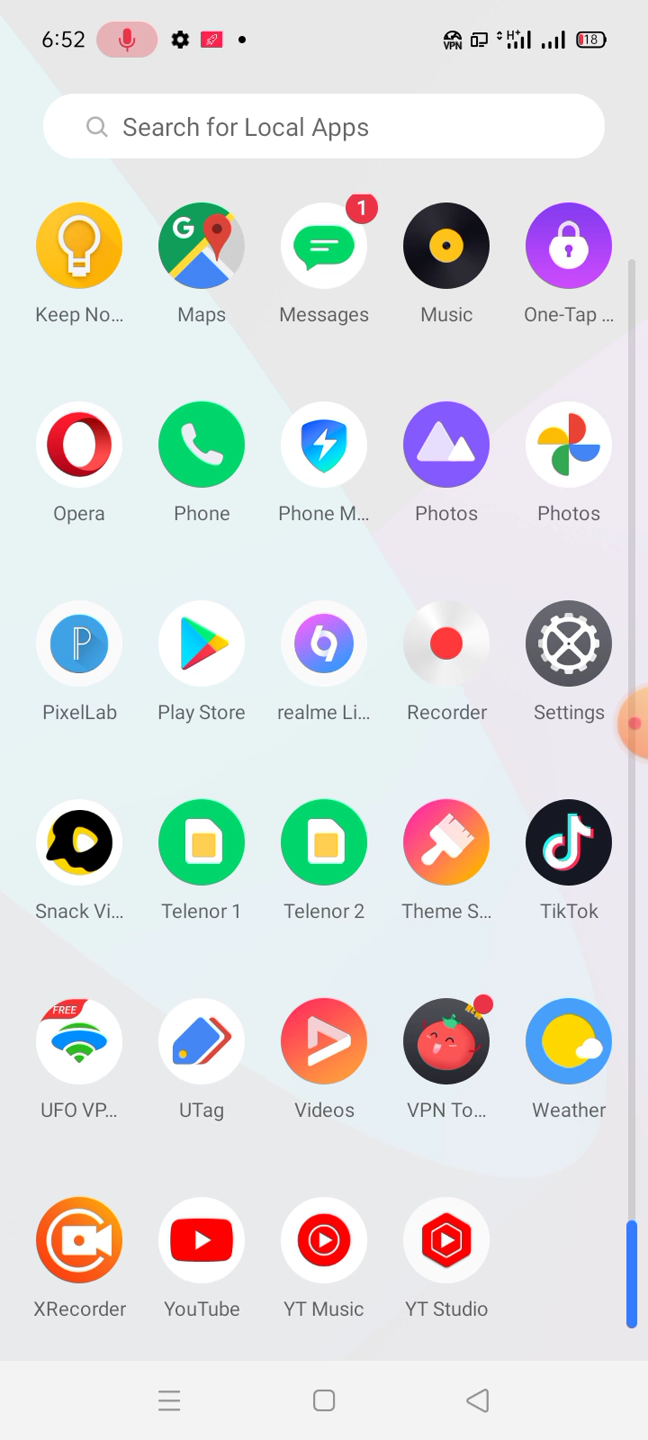 6:52
VPN
H+
18
Search for Local Apps
1
G
Keep No...
Maps
Messages
Music
One-Tap ...
Opera
Phone
Phone M...
Photos
Photos
P
PixelLab
Play Store
realme Li...
Recorder
Settings
Snack Vi...
Telenor 1
Telenor 2
Theme S...
TikTok
FREE
NEW
UFO VP...
UTag
Videos
VPN To...
Weather
XRecorder
YouTube
YT Music
YT Studio